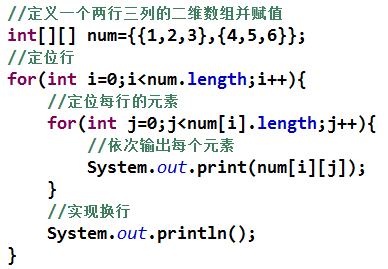 //定义一个两行三列的二维数组并赋值
int[][] num={{1,2,3},{4,5,6}};
//定位行
for(int i=0;i<num.length;i++){
    //定位每行的元素
    for(int j=0;j<num[i].length;j++){
        //依次输出每个元素
        System.out.print(num[i][j]);
    }
    //实现换行
    System.out.println();
}